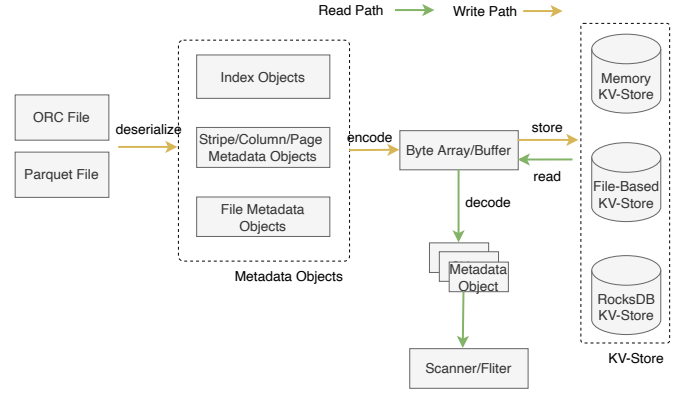 Read Path
Write Path
Index Objects
Memory
KV-Store
ORC File
deserialize
Stripe/Column/Page
Metadata Objects
encode
Byte Array/Buffer
store
read
Parquet File
File-Based
KV-Store
decode
File Metadata
Objects
Metadata Objects
Metadata
Object
RocksDB
KV-Store
Scanner/Fliter
KV-Store